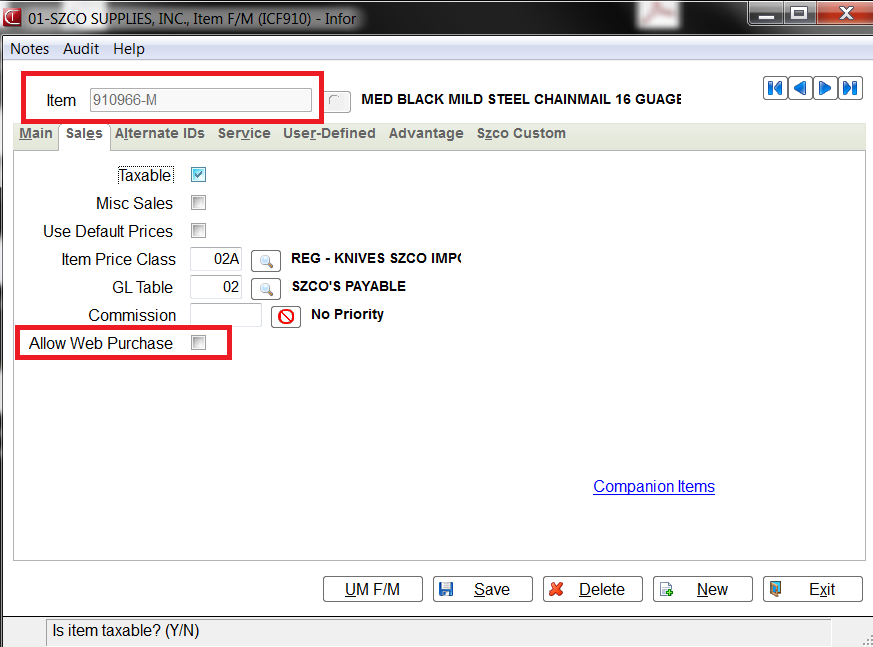 01-SZCO SUPPLIES, INC., Item F/M (ICF910) - Infor
Notes Audit Help
Item 910966-M MED BLACK MILD STEEL CHAINMAIL 16 GUAGE
Main Sales Alternate IDs Service User-Defined Advantage Szco Custom
Taxable
Misc Sales
Use Default Prices
Item Price Class 02A REG - KNIVES SZCO IMPO
GL Table 02 SZCO'S PAYABLE
Commission No Priority
Allow Web Purchase
Companion Items
UM F/M Save Delete New Exit
Is item taxable? (Y/N)